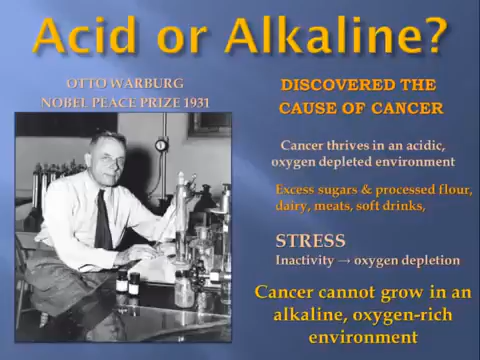 Acid or Alkaline?
OTTO WARBURG
NOBEL PEACE PRIZE 1931
DISCOVERED THE
CAUSE OF CANCER
Cancer thrives in an acidic,
oxygen depleted environment
Excess sugars & processed flour,
dairy, meats, soft drinks,
STRESS
Inactivity → oxygen depletion
Cancer cannot grow in an
alkaline, oxygen-rich
environment